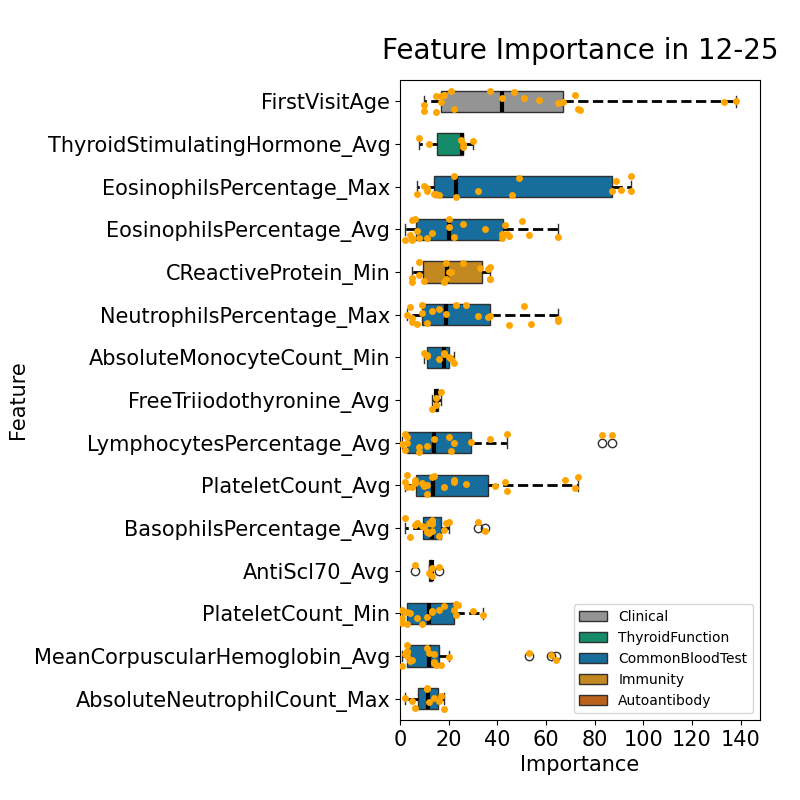 Feature Importance in 12-25
FirstVisitAge
ThyroidStimulatingHormone_Avg
EosinophilsPercentage_Max
EosinophilsPercentage_Avg
CReactiveProtein_Min
NeutrophilsPercentage_Max
AbsoluteMonocyteCount_Min
FreeTriiodothyronine_Avg
LymphocytesPercentage_Avg
PlateletCount_Avg
BasophilsPercentage_Avg
AntiScl70_Avg
PlateletCount_Min
MeanCorpuscularHemoglobin_Avg
AbsoluteNeutrophilCount_Max
Feature
Clinical
ThyroidFunction
CommonBloodTest
Immunity
Autoantibody
0 20 40 60 80 100 120 140
Importance